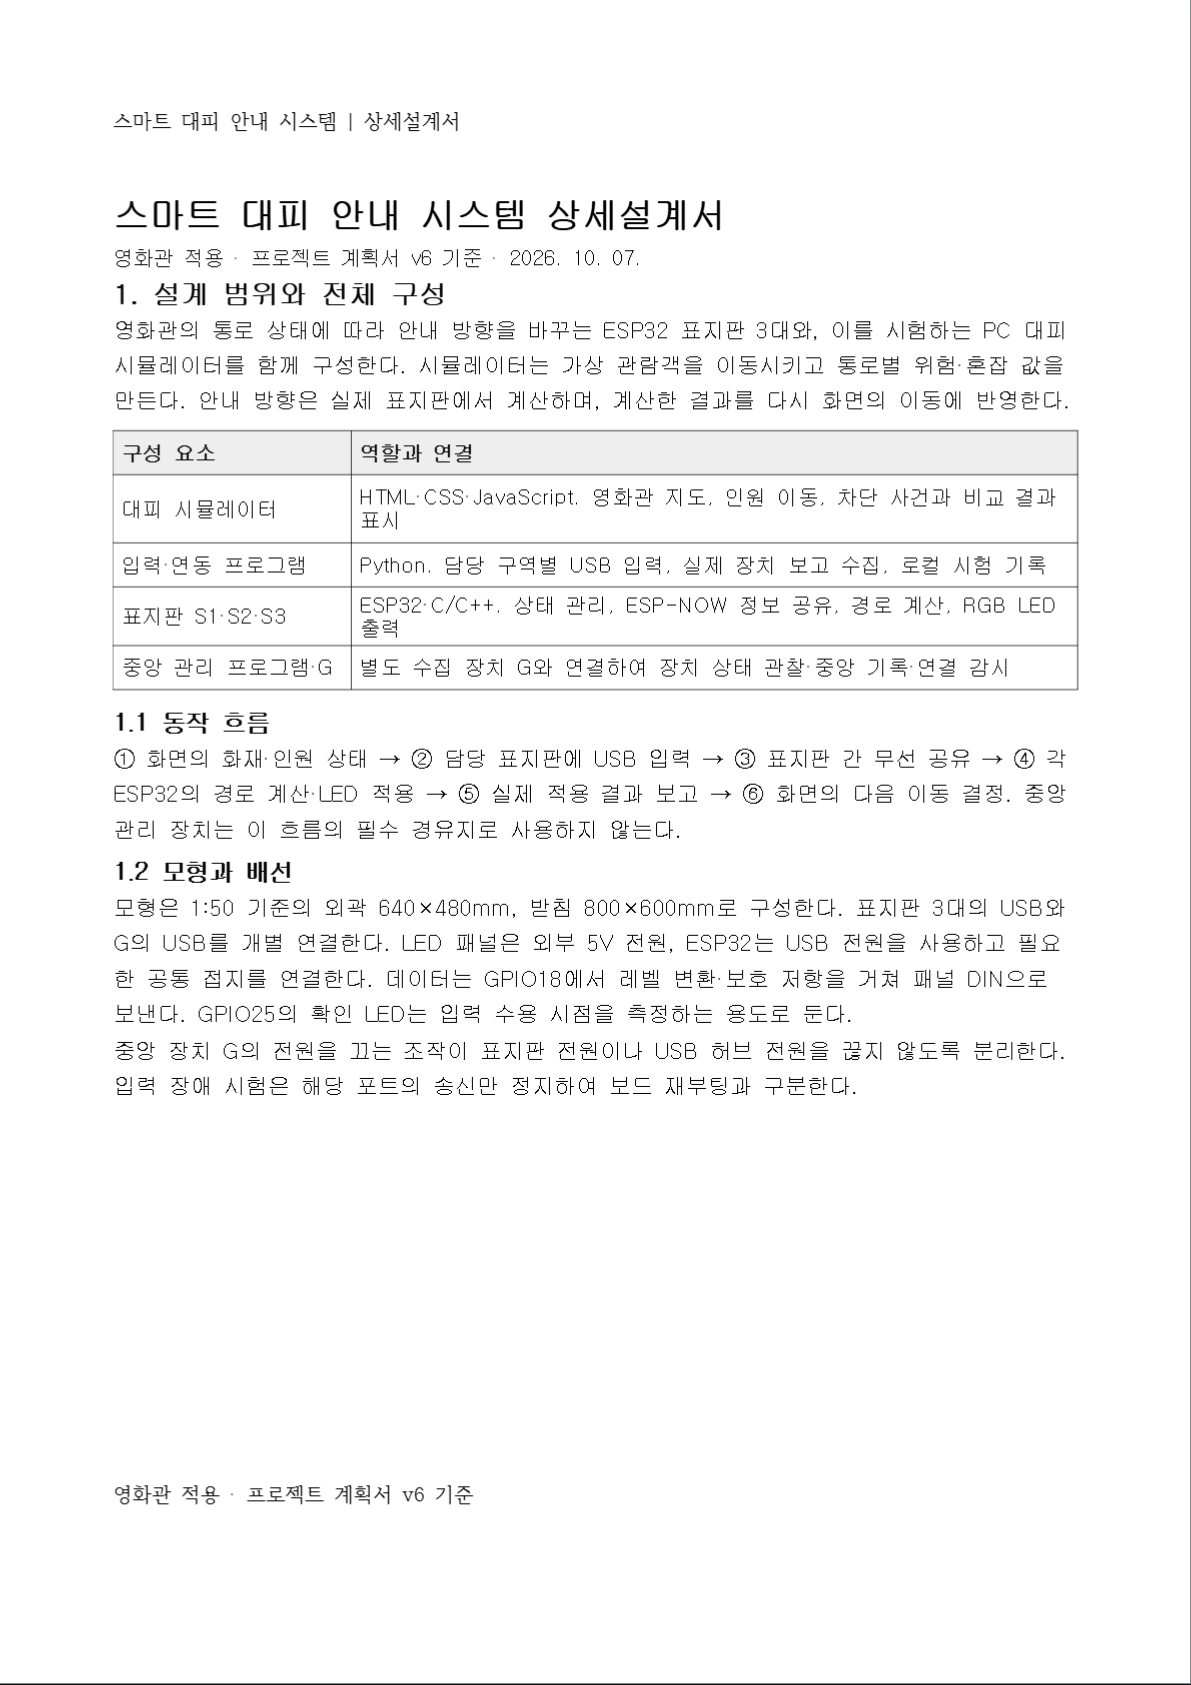 스마트 대피 안내 시스템 | 상세설계서
스마트 대피 안내 시스템 상세설계서
영화관 적용 · 프로젝트 계획서 v6 기준 · 2026. 10. 07.
1. 설계 범위와 전체 구성
영화관의 통로 상태에 따라 안내 방향을 바꾸는 ESP32 표지판 3대와, 이를 시험하는 PC 대피
시뮬레이터를 함께 구성한다. 시뮬레이터는 가상 관람객을 이동시키고 통로별 위험·혼잡 값을
만든다. 안내 방향은 실제 표지판에서 계산하며, 계산한 결과를 다시 화면의 이동에 반영한다.
구성 요소 역할과 연결
대피 시뮬레이터 HTML·CSS·JavaScript. 영화관 지도, 인원 이동, 차단 사건과 비교 결과
표시
입력·연동 프로그램 Python. 담당 구역별 USB 입력, 실제 장치 보고 수집, 로컬 시험 기록
표지판 S1·S2·S3 ESP32·C/C++. 상태 관리, ESP-NOW 정보 공유, 경로 계산, RGB LED
출력
중앙 관리 프로그램·G 별도 수집 장치 G와 연결하여 장치 상태 관찰·중앙 기록·연결 감시
1.1 동작 흐름
① 화면의 화재·인원 상태 → ② 담당 표지판에 USB 입력 → ③ 표지판 간 무선 공유 → ④ 각
ESP32의 경로 계산·LED 적용 → ⑤ 실제 적용 결과 보고 → ⑥ 화면의 다음 이동 결정. 중앙
관리 장치는 이 흐름의 필수 경유지로 사용하지 않는다.
1.2 모형과 배선
모형은 1:50 기준의 외곽 640×480mm, 받침 800×600mm로 구성한다. 표지판 3대의 USB와
G의 USB를 개별 연결한다. LED 패널은 외부 5V 전원, ESP32는 USB 전원을 사용하고 필요
한 공통 접지를 연결한다. 데이터는 GPIO18에서 레벨 변환·보호 저항을 거쳐 패널 DIN으로
보낸다. GPIO25의 확인 LED는 입력 수용 시점을 측정하는 용도로 둔다.
중앙 장치 G의 전원을 끄는 조작이 표지판 전원이나 USB 허브 전원을 끊지 않도록 분리한다.
입력 장애 시험은 해당 포트의 송신만 정지하여 보드 재부팅과 구분한다.
영화관 적용 · 프로젝트 계획서 v6 기준